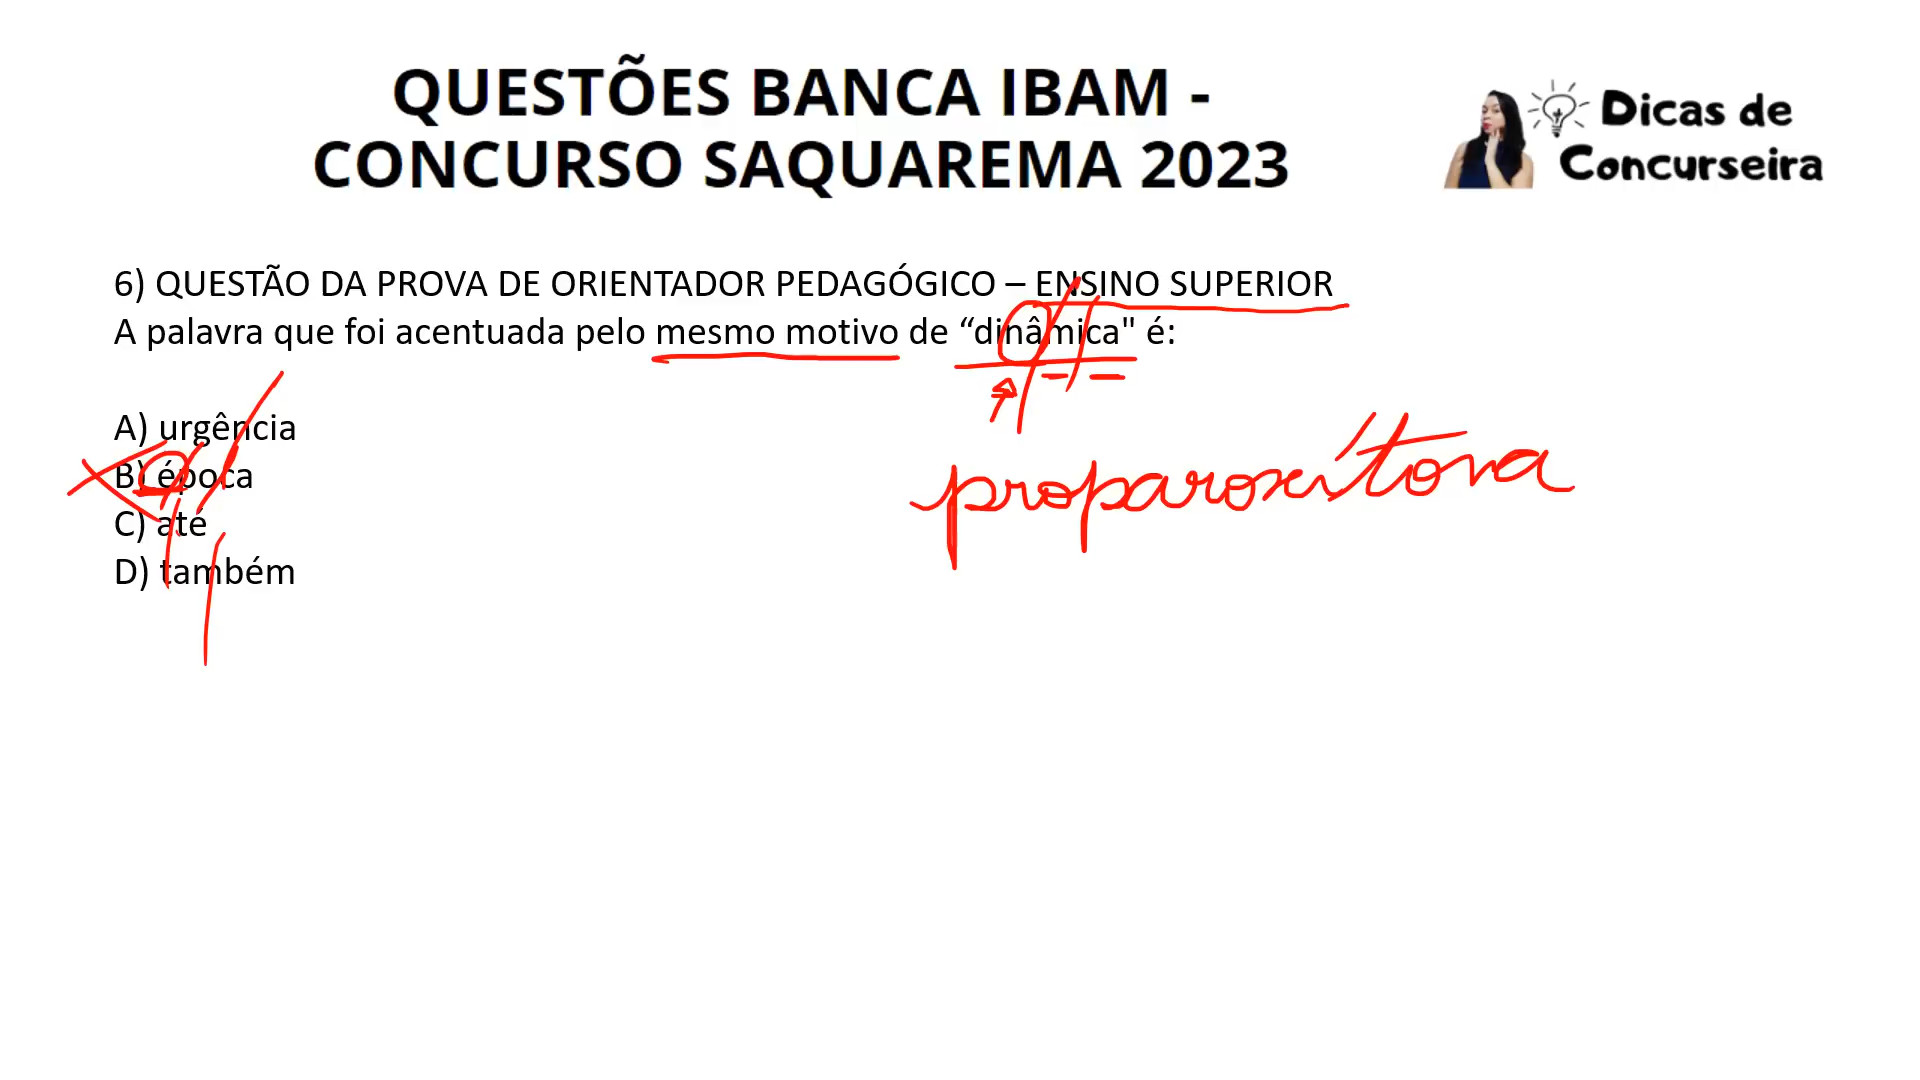 QUESTÕES BANCA IBAM -
CONCURSO SAQUAREMA 2023
Dicas de
Concurseira
6) QUESTÃO DA PROVA DE ORIENTADOR PEDAGÓGICO – ENSINO SUPERIOR
A palavra que foi acentuada pelo mesmo motivo de “dinâmica" é:
A) urgência
B) época
C) até
D) também
proparoxítona